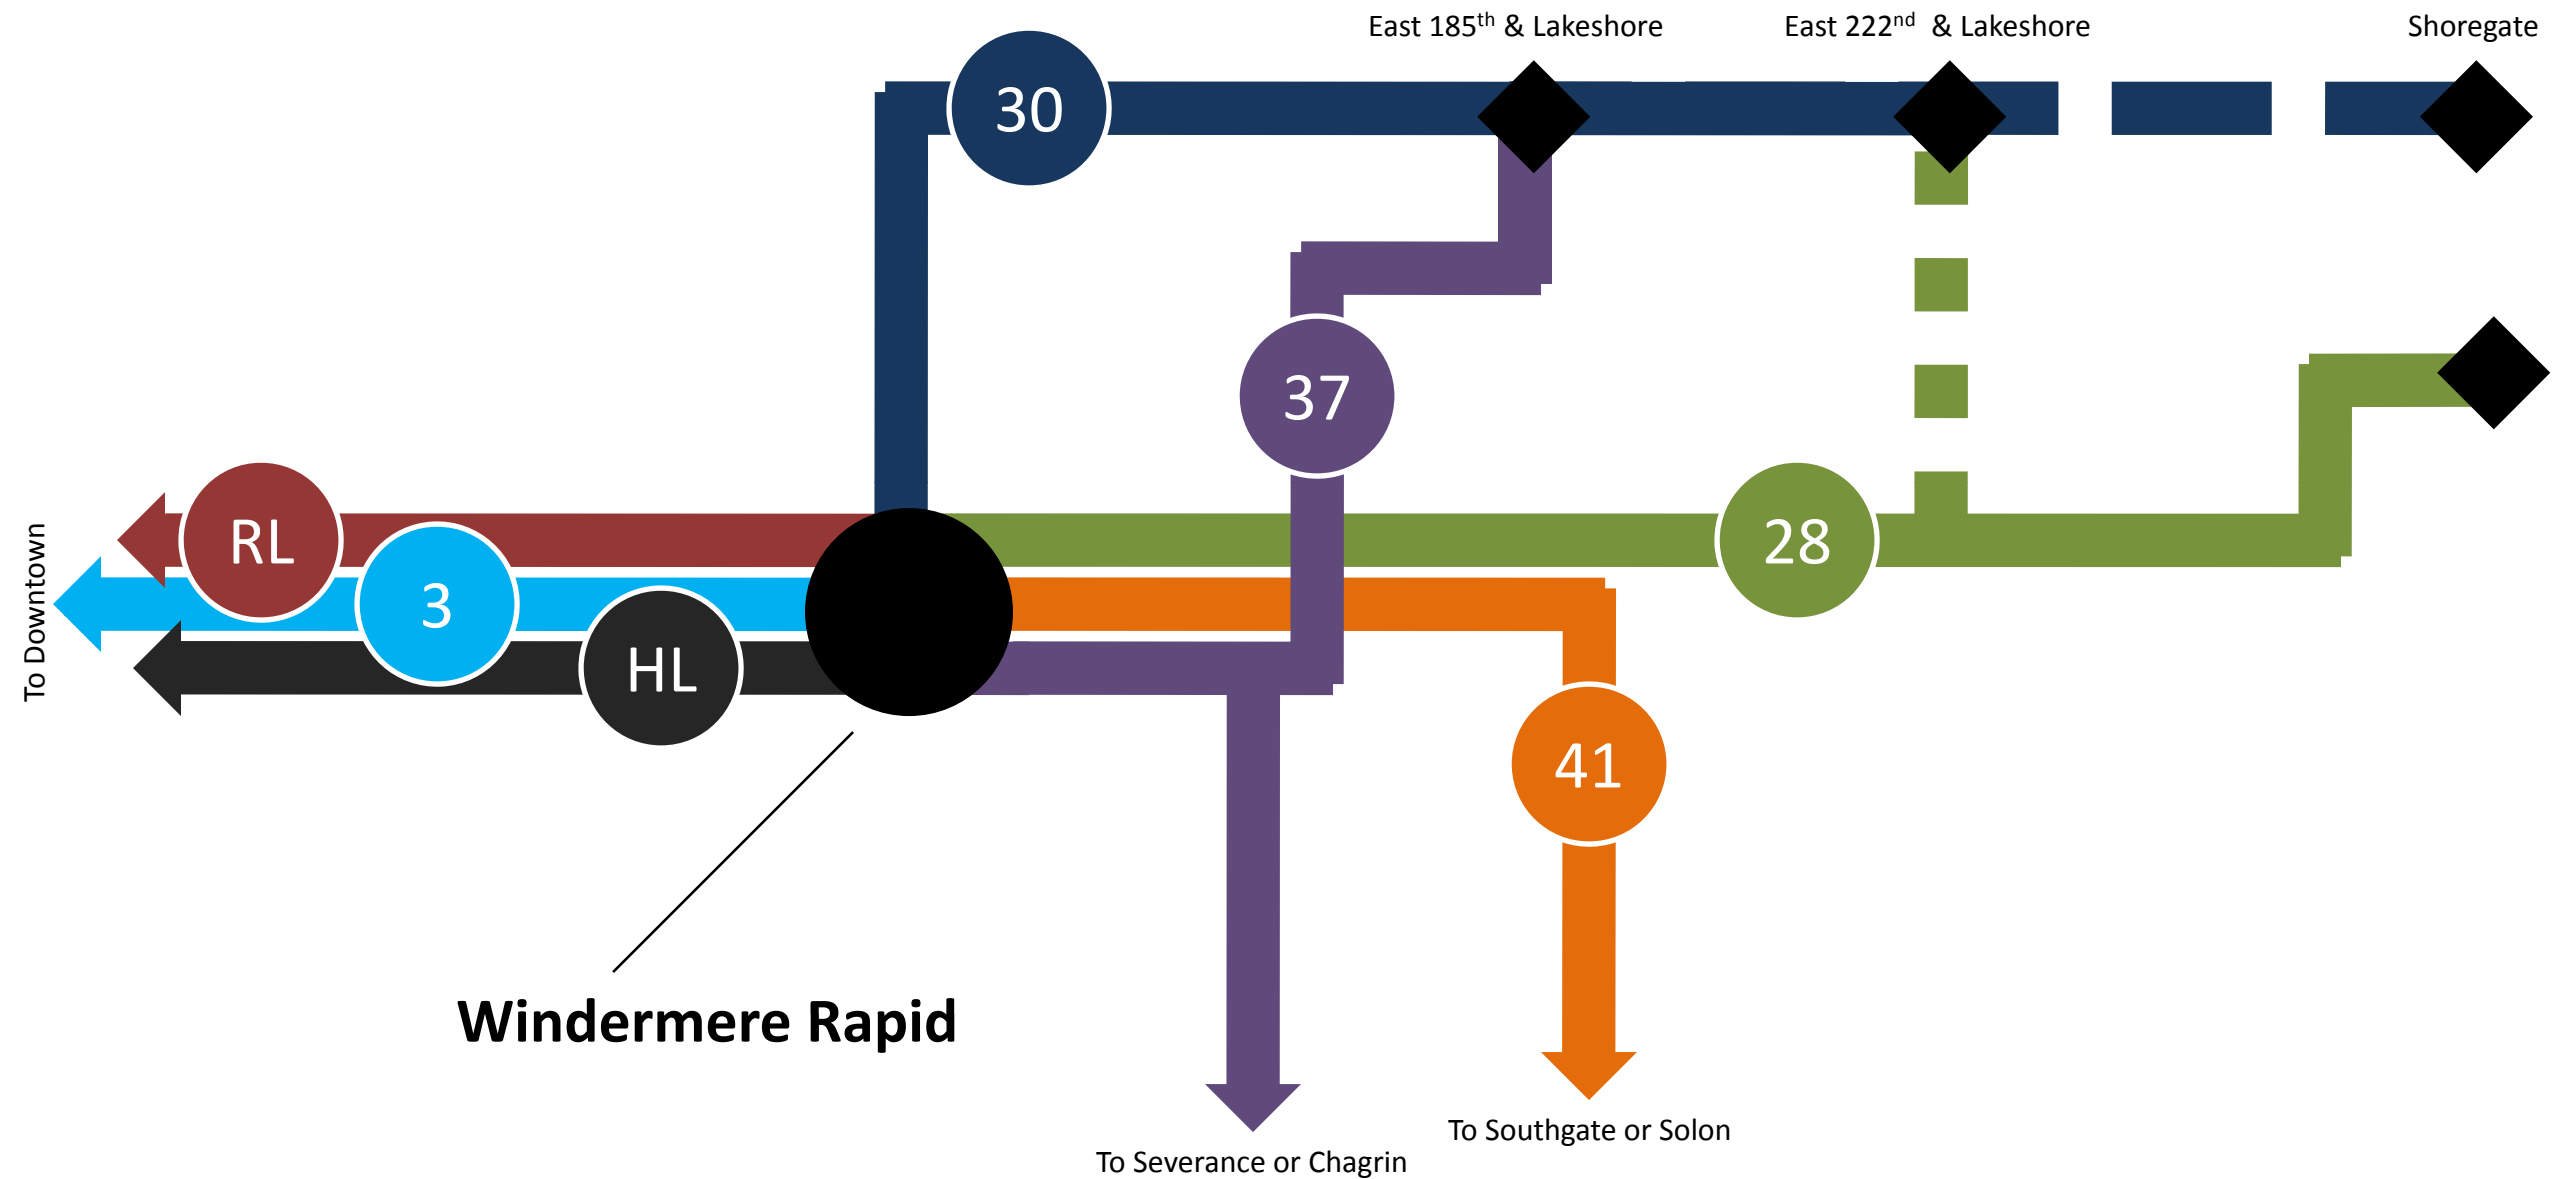 East 185th & Lakeshore
East 222nd & Lakeshore
Shoregate
30
37
RL
28
3
HL
To Downtown
41
Windermere Rapid
To Southgate or Solon
To Severance or Chagrin